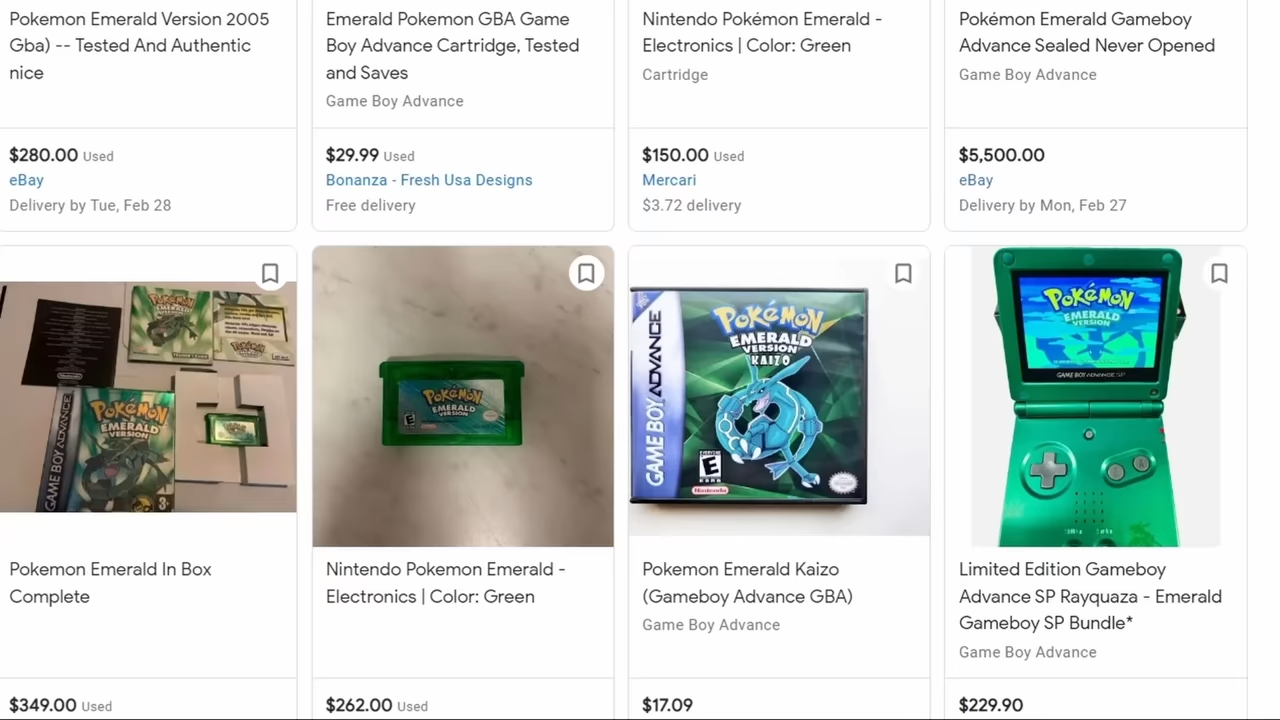 Pokemon Emerald Version 2005
Gba) -- Tested And Authentic
nice
$280.00 Used
eBay
Delivery by Tue, Feb 28
Emerald Pokemon GBA Game
Boy Advance Cartridge, Tested
and Saves
Game Boy Advance
$29.99 Used
Bonanza - Fresh Usa Designs
Free delivery
Nintendo Pokémon Emerald -
Electronics | Color: Green
Cartridge
$150.00 Used
Mercari
$3.72 delivery
Pokémon Emerald Gameboy
Advance Sealed Never Opened
Game Boy Advance
$5,500.00
eBay
Delivery by Mon, Feb 27
POKéMON
EMERALD
VERSION
POKéMON
GAME BOY ADVANCE
POKéMON
EMERALD
VERSION
3+
Pokemon Emerald In Box
Complete
$349.00 Used
POKéMON
EMERALD
VERSION
E
Nintendo Pokemon Emerald -
Electronics | Color: Green
$262.00 Used
GAME BOY ADVANCE
POKéMON
EMERALD
VERSION
KAIZO
EVERYONE
E
Nintendo
Pokemon Emerald Kaizo
(Gameboy Advance GBA)
Game Boy Advance
$17.09
POKéMON
EMERALD
VERSION
GAME BOY ADVANCE SP
Limited Edition Gameboy
Advance SP Rayquaza - Emerald
Gameboy SP Bundle*
Game Boy Advance
$229.90